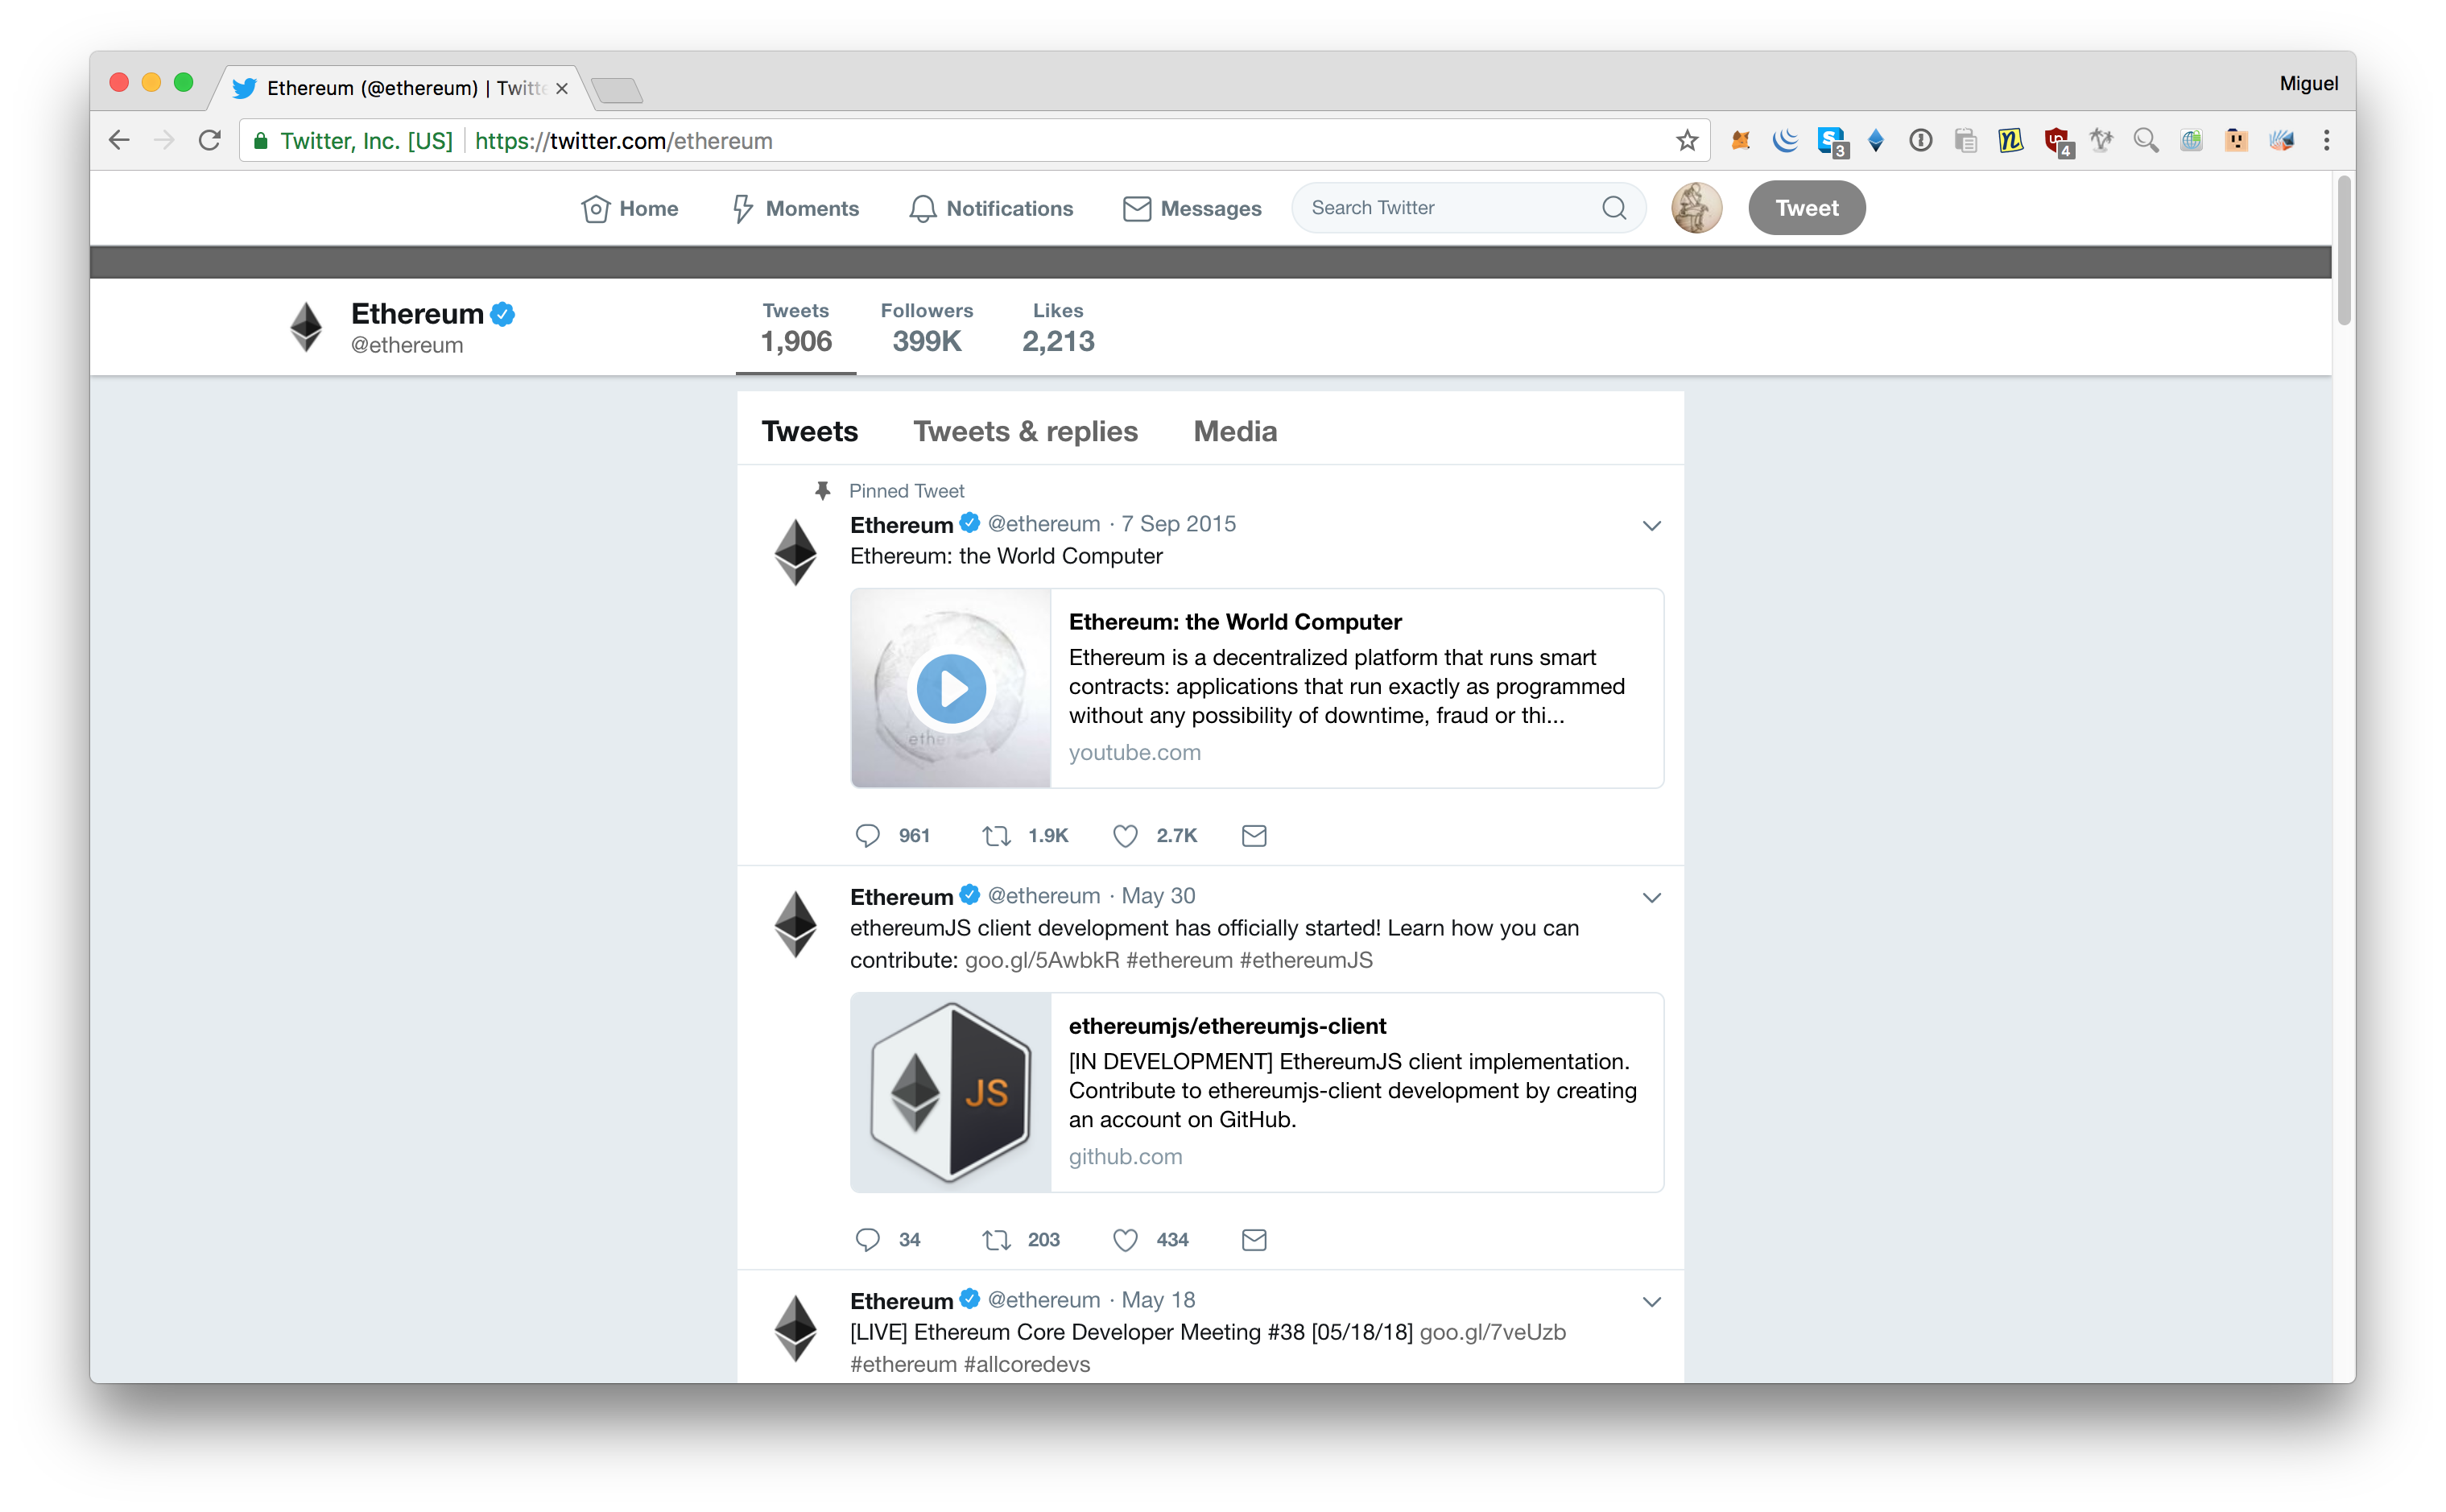 Ethereum (@ethereum) | Twitte
Miguel
Twitter, Inc. [US]
https://twitter.com/ethereum
3
4
Home
Moments
Notifications
Messages
Search Twitter
Tweet
Ethereum
@ethereum
Tweets
1,906
Followers
399K
Likes
2,213
Tweets
Tweets & replies
Media
Pinned Tweet
Ethereum @ethereum · 7 Sep 2015
Ethereum: the World Computer
Ethereum: the World Computer
Ethereum is a decentralized platform that runs smart
contracts: applications that run exactly as programmed
without any possibility of downtime, fraud or thi...
youtube.com
961
1.9K
2.7K
Ethereum @ethereum · May 30
ethereumJS client development has officially started! Learn how you can
contribute: goo.gl/5AwbkR #ethereum #ethereumJS
JS
ethereumjs/ethereumjs-client
[IN DEVELOPMENT] EthereumJS client implementation.
Contribute to ethereumjs-client development by creating
an account on GitHub.
github.com
34
203
434
Ethereum @ethereum · May 18
[LIVE] Ethereum Core Developer Meeting #38 [05/18/18] goo.gl/7veUzb
#ethereum #allcoredevs